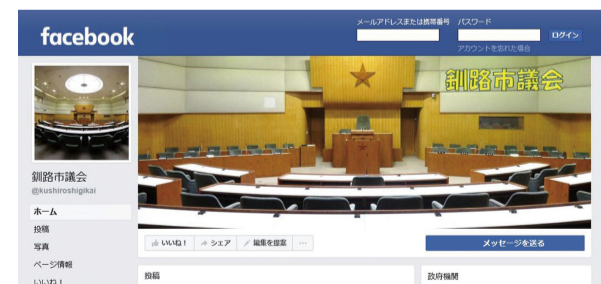 facebook
メールアドレスまたは携帯番号 パスワード
ログイン
アカウントを忘れた場合
釧路市議会
釧路市議会
@kushiroshigikai
ホーム
投稿
写真
ページ情報
いいね！
いいね！ シェア 編集を提案 …
メッセージを送る
投稿
政府機関